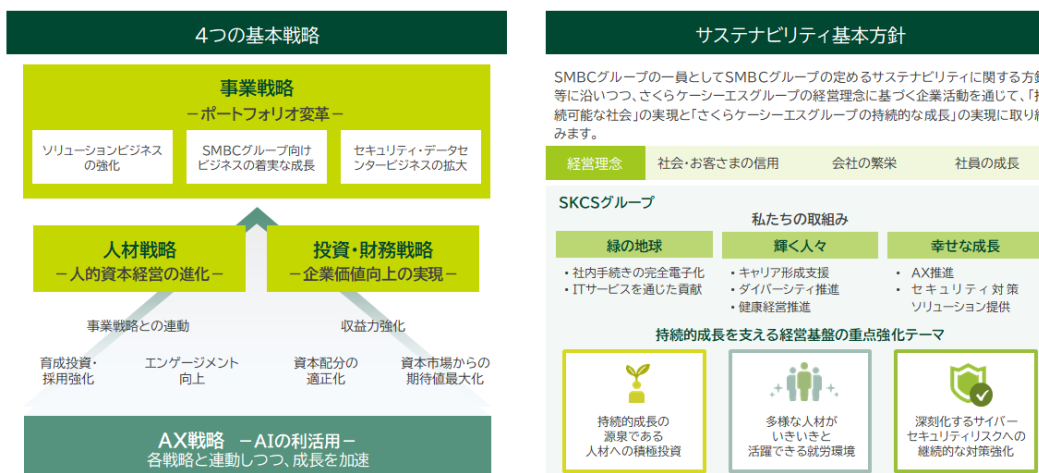 4つの基本戦略
事業戦略
－ポートフォリオ変革－
ソリューションビジネス
の強化
SMBCグループ向け
ビジネスの着実な成長
セキュリティ・データセ
ンタービジネスの拡大
人材戦略
－人的資本経営の進化－
投資・財務戦略
－企業価値向上の実現－
事業戦略との連動
収益力強化
育成投資・
採用強化
エンゲージメント
向上
資本配分の
適正化
資本市場からの
期待値最大化
AX戦略 －AIの利活用－
各戦略と連動しつつ、成長を加速
サステナビリティ基本方針
SMBCグループの一員としてSMBCグループの定めるサステナビリティに関する方針
等に沿いつつ、さくらケーシーエスグループの経営理念に基づく企業活動を通じて、「持
続可能な社会」の実現と「さくらケーシーエスグループの持続的な成長」の実現に取り組
みます。
経営理念 社会・お客さまの信用 会社の繁栄 社員の成長
SKCSグループ
私たちの取組み
緑の地球
・社内手続きの完全電子化
・ITサービスを通じた貢献
輝く人々
・キャリア形成支援
・ダイバーシティ推進
・健康経営推進
幸せな成長
・ AX推進
・ セキュリティ対策
ソリューション提供
持続的成長を支える経営基盤の重点強化テーマ
持続的成長の
源泉である
人材への積極投資
多様な人材が
いきいきと
活躍できる就労環境
深刻化するサイバー
セキュリティリスクへの
継続的な対策強化